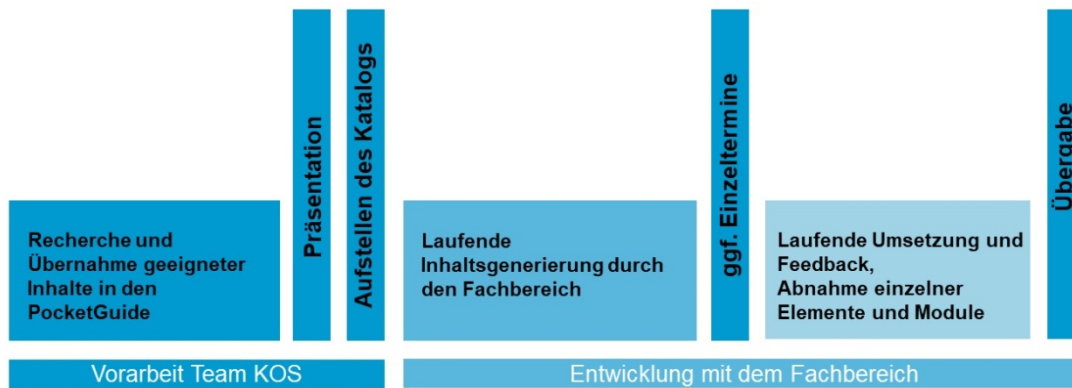 Recherche und
Übernahme geeigneter
Inhalte in den
PocketGuide
Präsentation
Aufstellen des Katalogs
Laufende
Inhaltsgenerierung durch
den Fachbereich
ggf. Einzeltermine
Laufende Umsetzung und
Feedback,
Abnahme einzelner
Elemente und Module
Übergabe
Vorarbeit Team KOS
Entwicklung mit dem Fachbereich